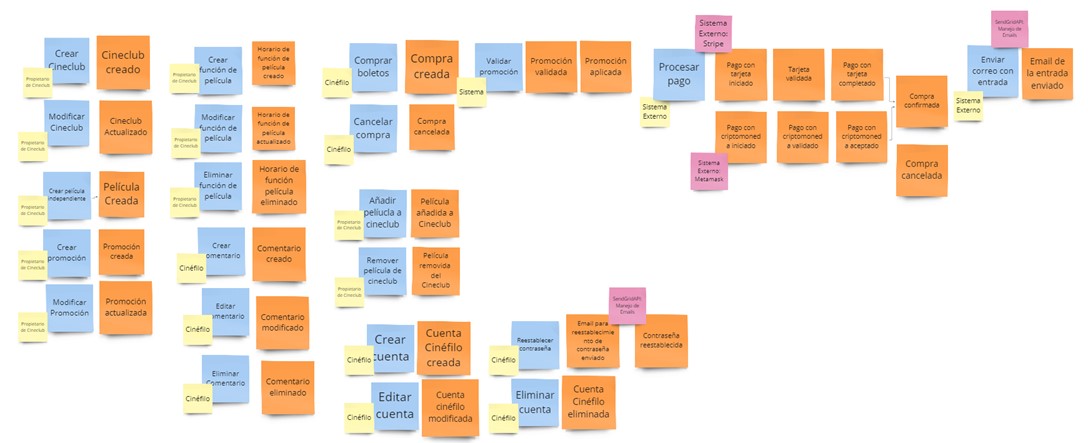 Crear
Cineclub
Propietario
de Cineclub
Cineclub
creado
Modificar
Cineclub
Propietario
de Cineclub
Cineclub
Actualizado
Crear película
independiente
Propietario
de Cineclub
Película
Creada
Crear
promoción
Propietario
de Cineclub
Promoción
creada
Modificar
Promoción
Propietario
de Cineclub
Promoción
actualizada
Crear
función de
película
Propietario
de Cineclub
Horario de
función de
película
creado
Modificar
función de
película
Propietario
de Cineclub
Horario de
función de
película
actualizado
Eliminar
función de
película
Propietario
de Cineclub
Horario de
función
película
eliminado
Crear
comentario
Cinéfilo
Comentario
creado
Editar
comentario
Cinéfilo
Comentario
modificado
Eliminar
Comentario
Cinéfilo
Comentario
eliminado
Comprar
boletos
Cinéfilo
Compra
creada
Cancelar
compra
Cinéfilo
Compra
cancelada
Validar
promoción
Sistema
Promoción
validada
Promoción
aplicada
Añadir
película a
cineclub
Propietario
de Cineclub
Película
añadida a
Cineclub
Remover
película de
cineclub
Propietario
de Cineclub
Película
removida
del
Cineclub
Crear
cuenta
Cinéfilo
Cuenta
Cinéfilo
creada
Editar
cuenta
Cinéfilo
Cuenta
cinéfilo
modificada
Reestablecer
contraseña
Cinéfilo
Email para
reestablecimie
nto de
contraseña
enviado
SendGridAPI:
Manejo de
Emails
Contraseña
reestablecida
Eliminar
cuenta
Cinéfilo
Cuenta
Cinéfilo
eliminada
Sistema
Externo:
Stripe
Procesar
pago
Sistema
Externo
Pago con
tarjeta
iniciado
Tarjeta
validada
Pago con
tarjeta
completado
Pago con
criptomoned
a iniciado
Sistema
Externo:
Metamask
Pago con
criptomoned
a validado
Pago con
criptomoned
a aceptado
Compra
confirmada
Compra
cancelada
SendGridAPI:
Manejo de
Emails
Enviar
correo con
entrada
Sistema
Externo
Email de
la entrada
enviado